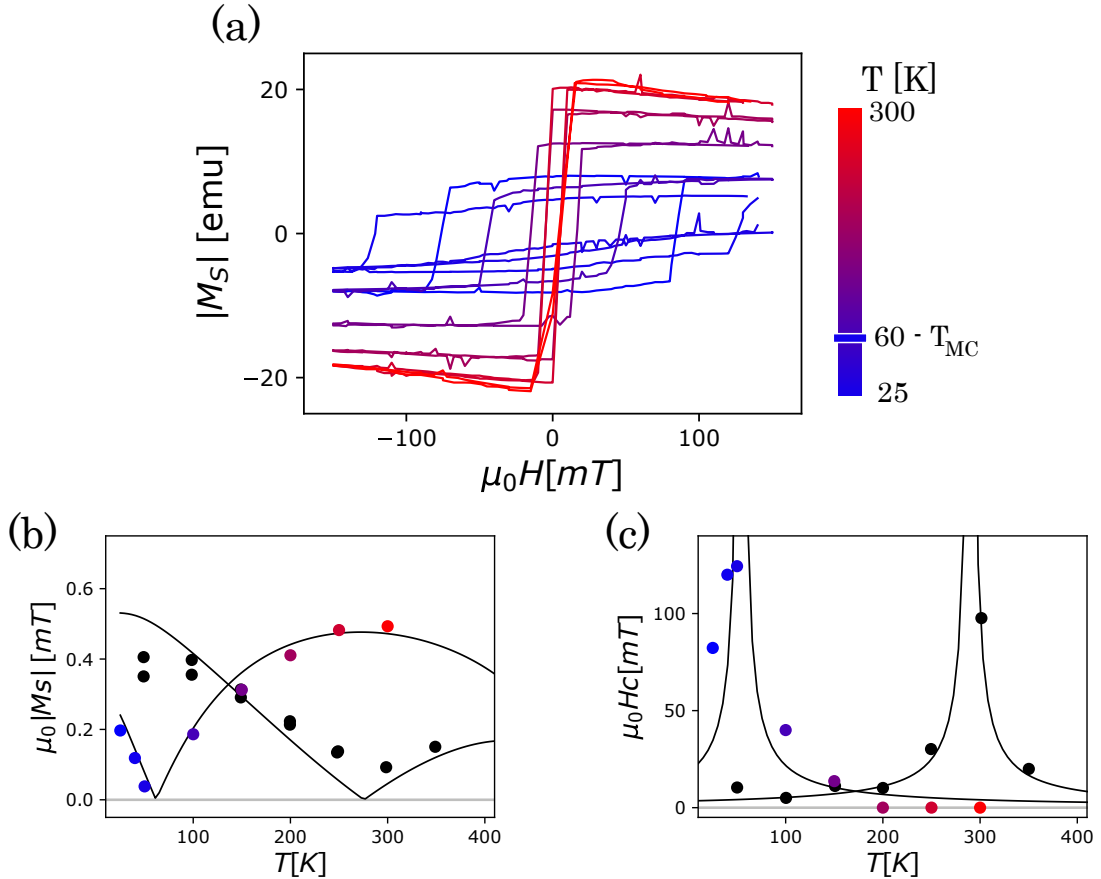 (a)
|M_S| [emu]
20
0
−20
−100
0
100
μ₀H[mT]
T [K]
300
60 - T_MC
25
(b)
μ₀|Ms| [mT]
0.6
0.4
0.2
0.0
100
200
300
400
T[K]
(c)
μ₀Hc[mT]
100
50
0
100
200
300
400
T[K]